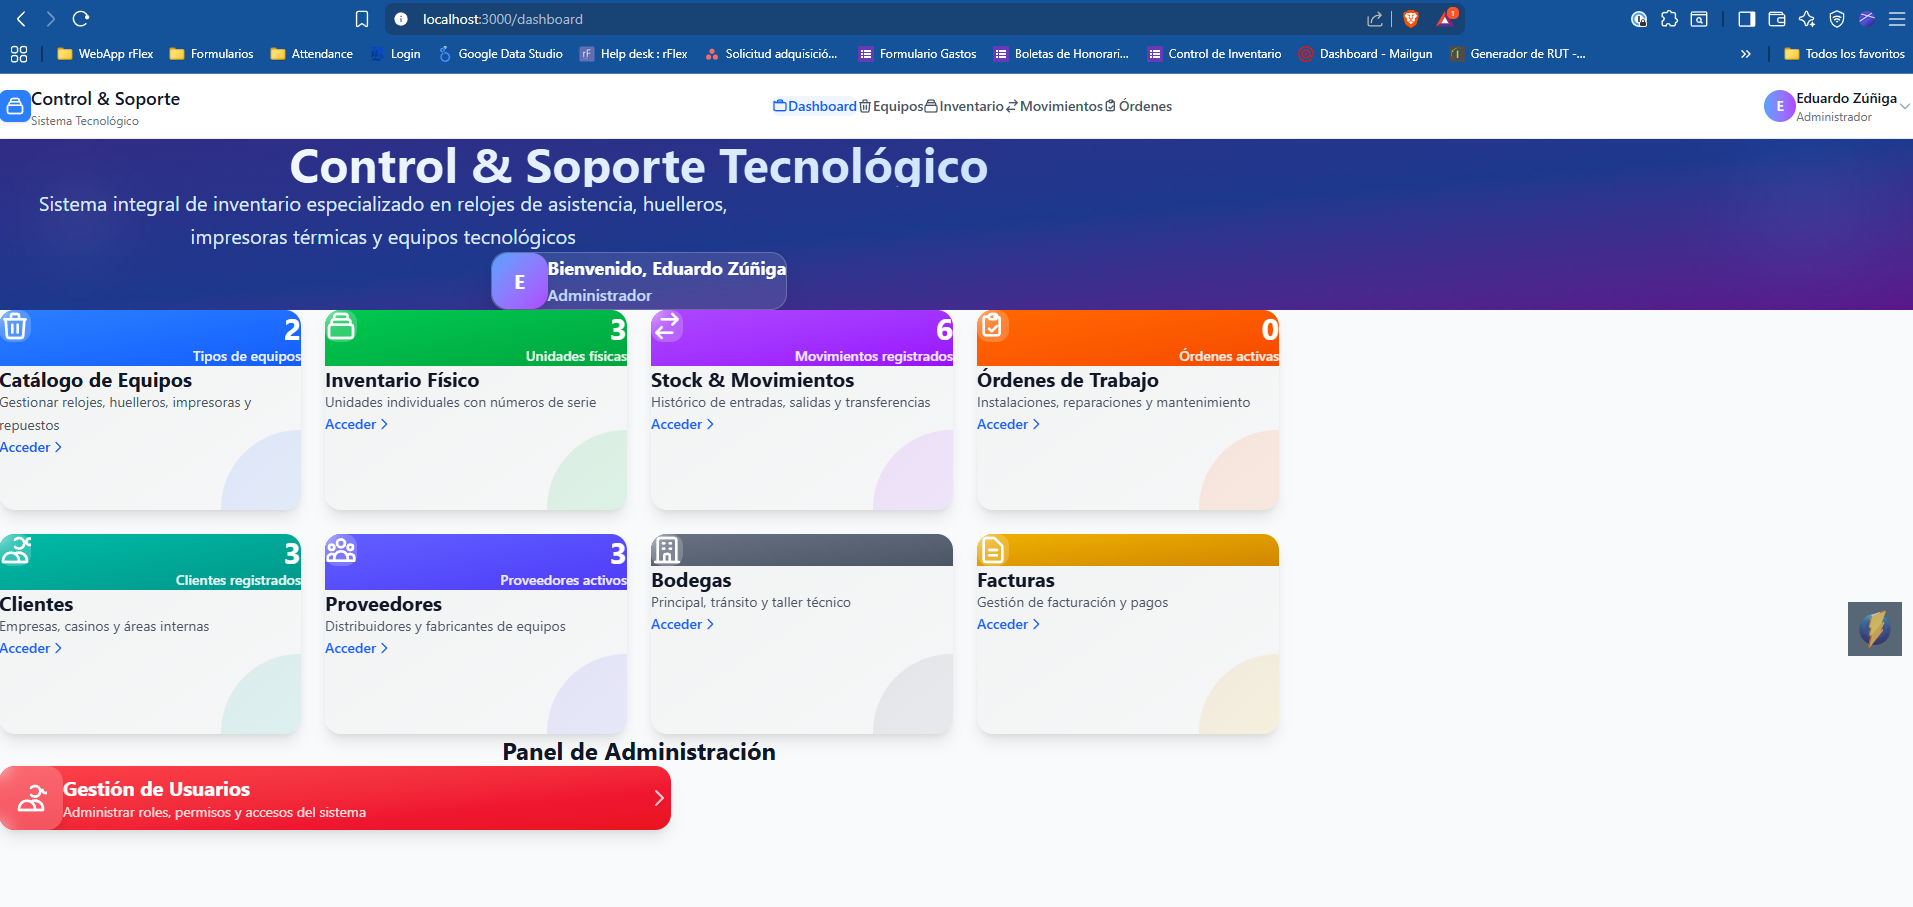 localhost:3000/dashboard
1
WebApp rFlex
Formularios
Attendance
Login
Google Data Studio
rF
Help desk : rFlex
Solicitud adquisició...
Formulario Gastos
Boletas de Honorari...
Control de Inventario
Dashboard - Mailgun
Generador de RUT -...
»
Todos los favoritos
Control & Soporte
Sistema Tecnológico
Dashboard
Equipos
Inventario
Movimientos
Órdenes
E
Eduardo Zúñiga
Administrador
Control & Soporte Tecnológico
Sistema integral de inventario especializado en relojes de asistencia, huelleros,
impresoras térmicas y equipos tecnológicos
E
Bienvenido, Eduardo Zúñiga
Administrador
2
Tipos de equipos
Catálogo de Equipos
Gestionar relojes, huelleros, impresoras y
repuestos
Acceder
3
Unidades físicas
Inventario Físico
Unidades individuales con números de serie
Acceder
6
Movimientos registrados
Stock & Movimientos
Histórico de entradas, salidas y transferencias
Acceder
0
Órdenes activas
Órdenes de Trabajo
Instalaciones, reparaciones y mantenimiento
Acceder
3
Clientes registrados
Clientes
Empresas, casinos y áreas internas
Acceder
3
Proveedores activos
Proveedores
Distribuidores y fabricantes de equipos
Acceder
Bodegas
Principal, tránsito y taller técnico
Acceder
Facturas
Gestión de facturación y pagos
Acceder
Panel de Administración
Gestión de Usuarios
Administrar roles, permisos y accesos del sistema